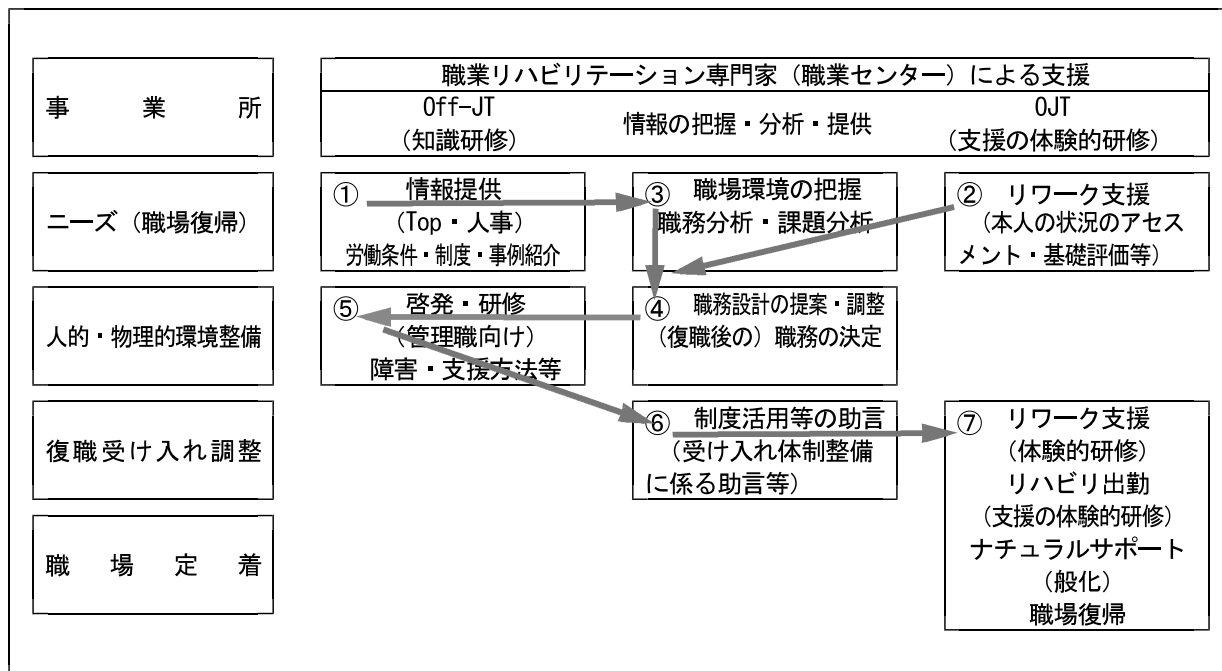 事業所
職業リハビリテーション専門家（職業センター）による支援
Off-JT
（知識研修）
情報の把握・分析・提供
OJT
（支援の体験的研修）
ニーズ（職場復帰）
① 情報提供
（Top・人事）
労働条件・制度・事例紹介
③ 職場環境の把握
職務分析・課題分析
② リワーク支援
（本人の状況のアセス
メント・基礎評価等）
人的・物理的環境整備
⑤ 啓発・研修
（管理職向け）
障害・支援方法等
④ 職務設計の提案・調整
（復職後の）職務の決定
復職受け入れ調整
⑥ 制度活用等の助言
（受け入れ体制整備
に係る助言等）
⑦ リワーク支援
（体験的研修）
リハビリ出勤
（支援の体験的研修）
ナチュラルサポート
（般化）
職場復帰
職場定着